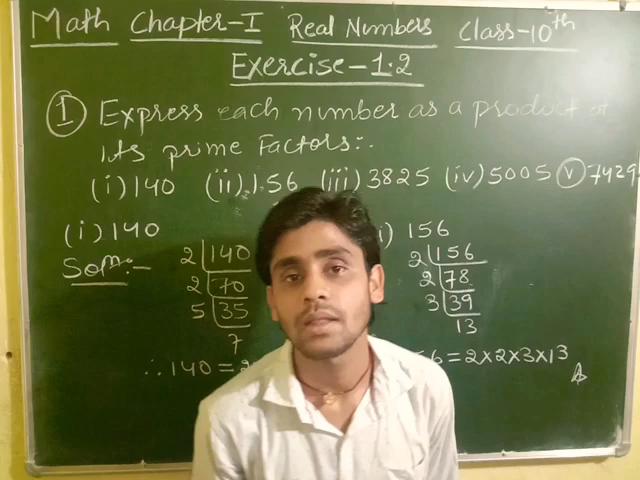 Math Chapter-I Real Numbers Class-10th
Exercise-1.2
① Express each number as a product of
its prime Factors:-
(i) 140 (ii) 156 (iii) 3825 (iv) 5005 (v) 7429
(i) 140
Soln:-
2 140
2 70
5 35
7
∴ 140 = 2
i) 156
2 156
2 78
3 39
13
56 = 2×2×3×13